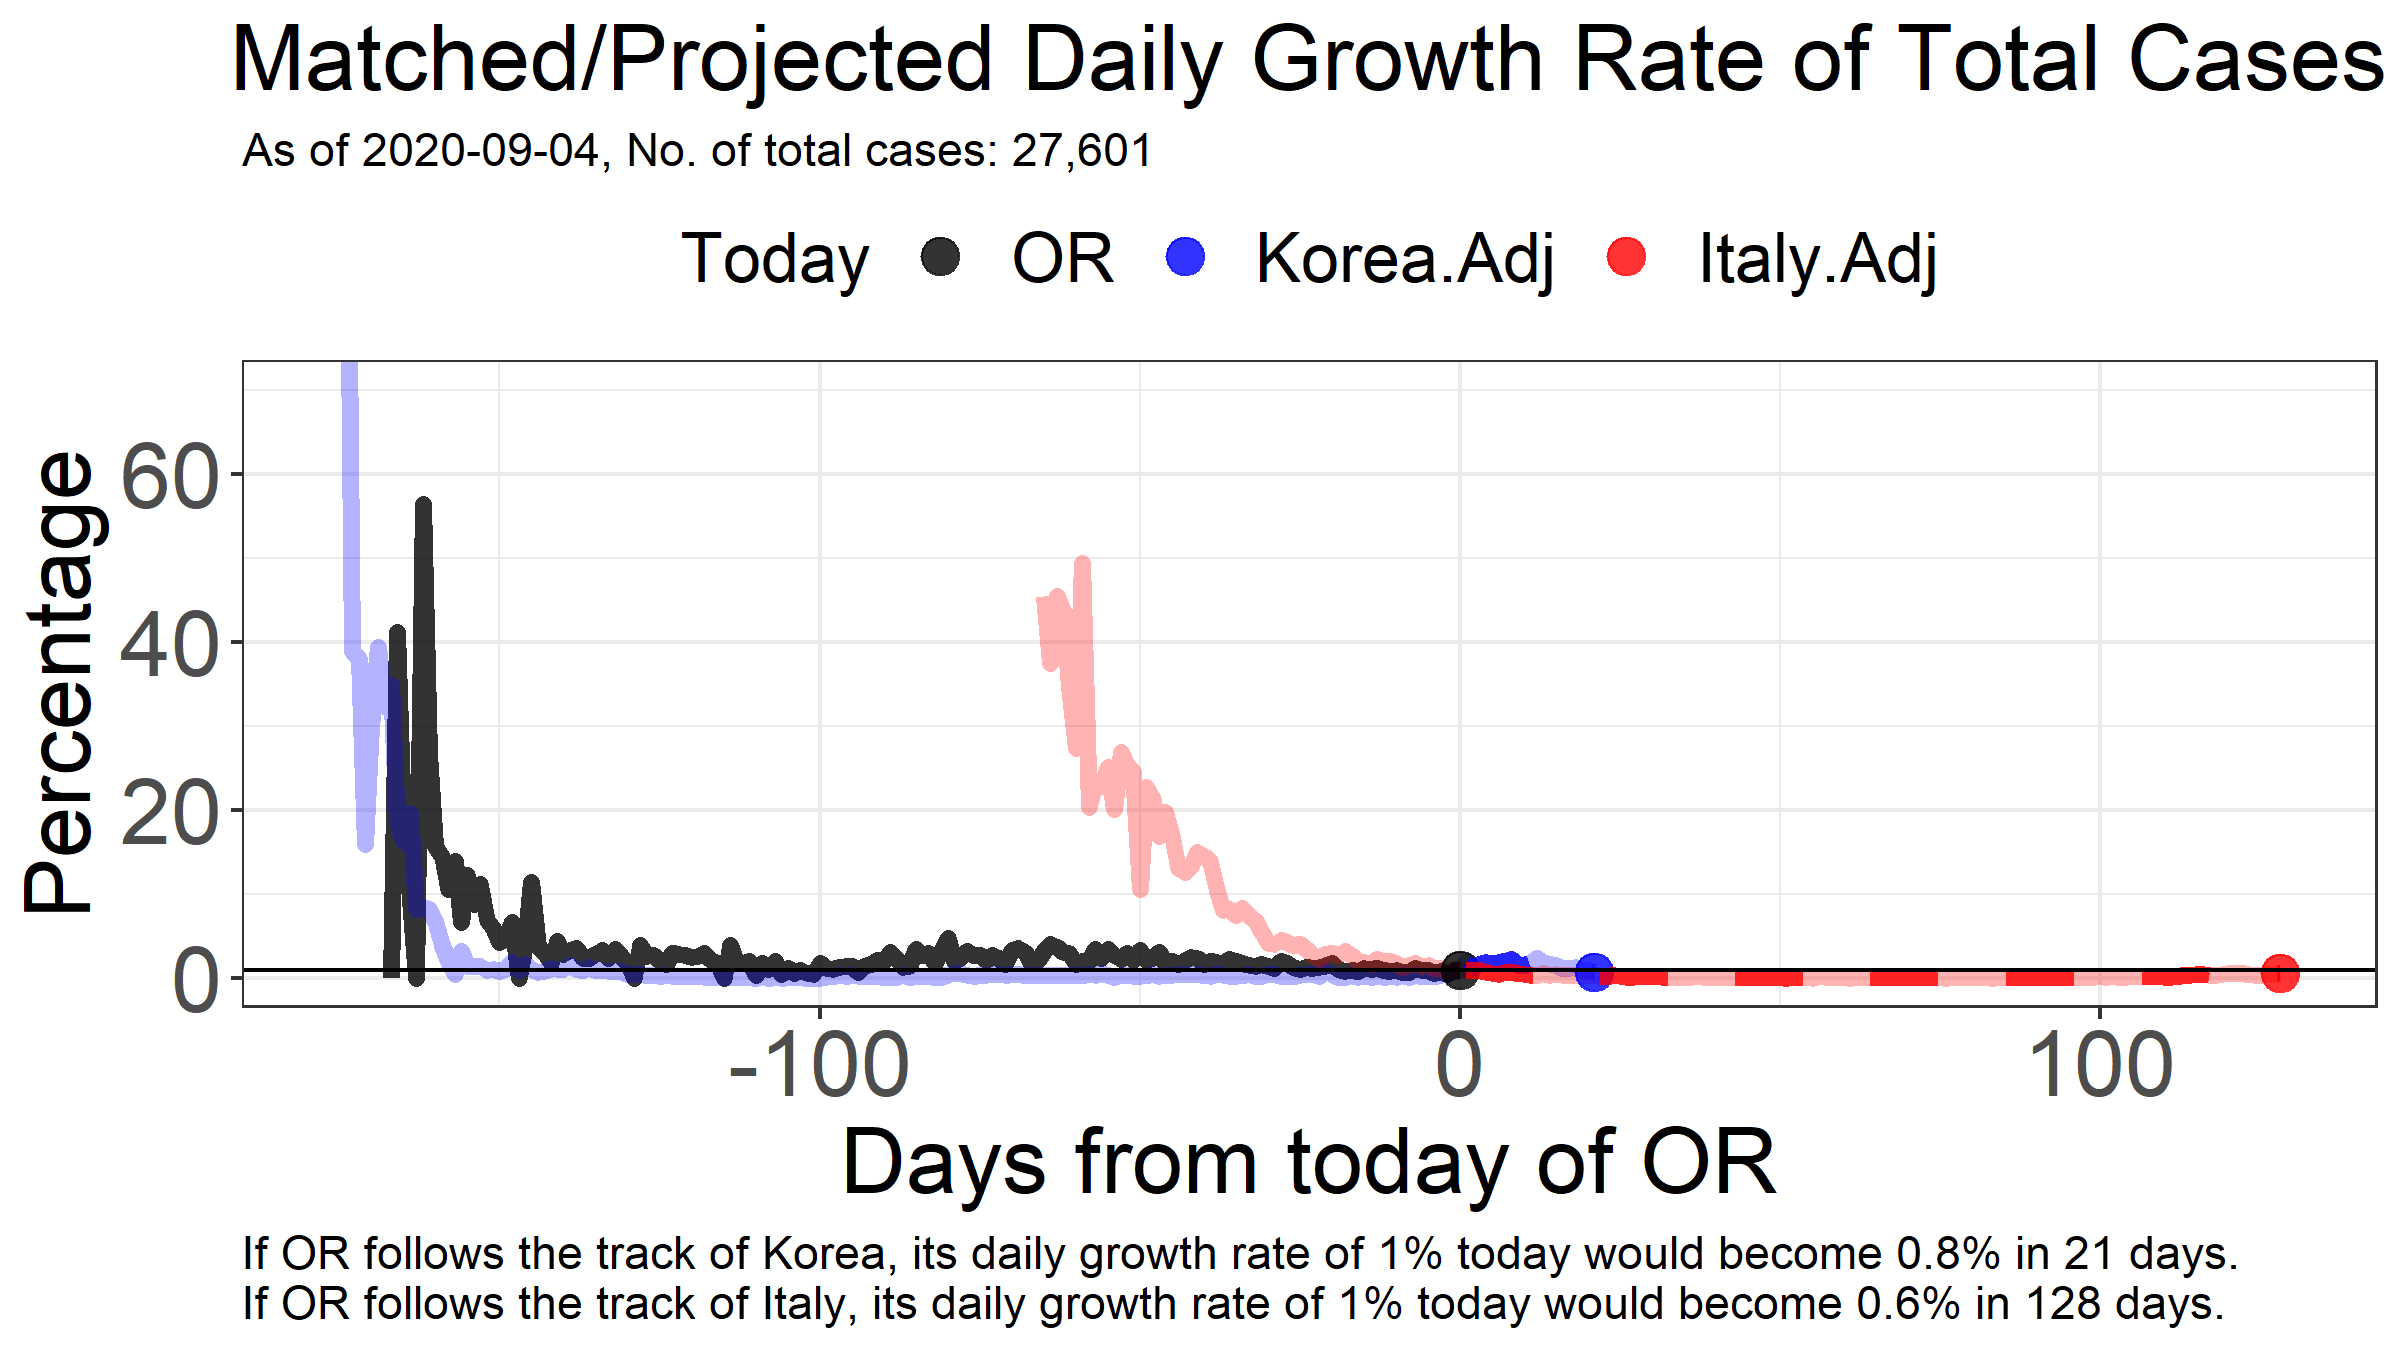 Matched/Projected Daily Growth Rate of Total Cases
As of 2020-09-04, No. of total cases: 27,601
Today OR Korea.Adj Italy.Adj
Percentage
60
40
20
0
-100 0 100
Days from today of OR
If OR follows the track of Korea, its daily growth rate of 1% today would become 0.8% in 21 days.
If OR follows the track of Italy, its daily growth rate of 1% today would become 0.6% in 128 days.